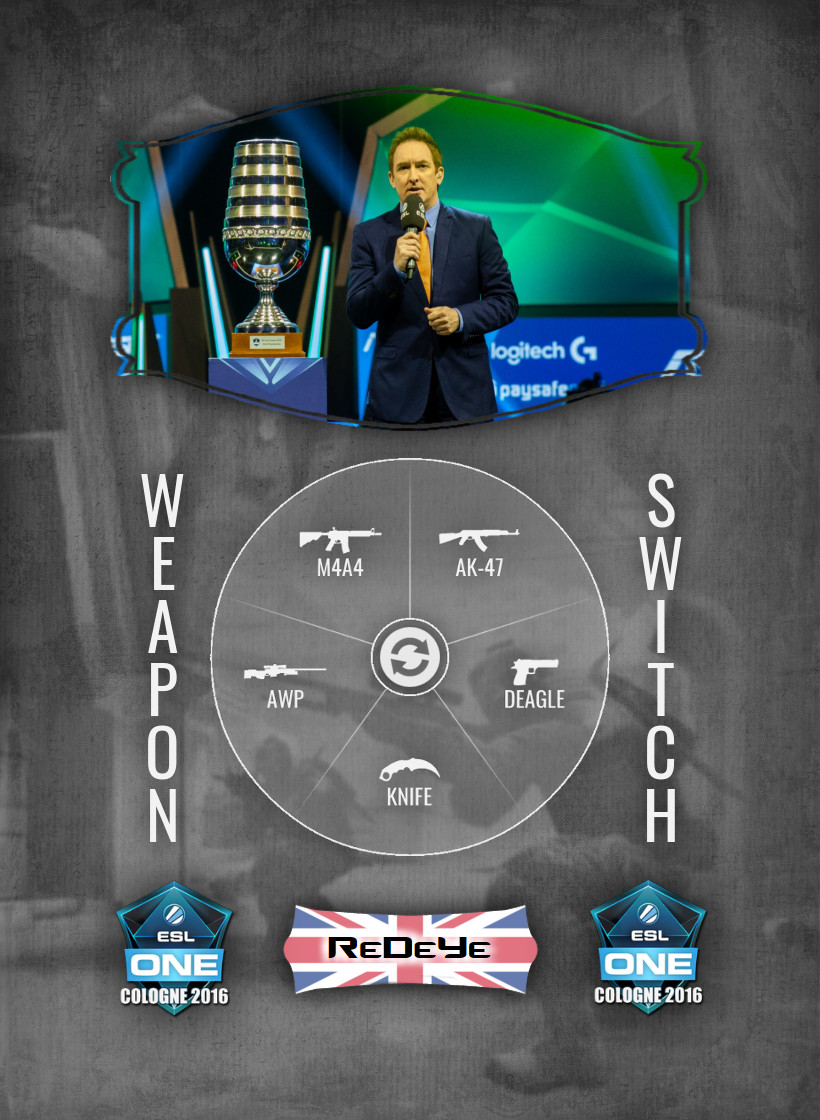 logitech G
paysafe
WEAPON
SWITCH
M4A4
AK-47
AWP
DEAGLE
KNIFE
ESL
ONE
COLOGNE 2016
ReDeYe
ESL
ONE
COLOGNE 2016